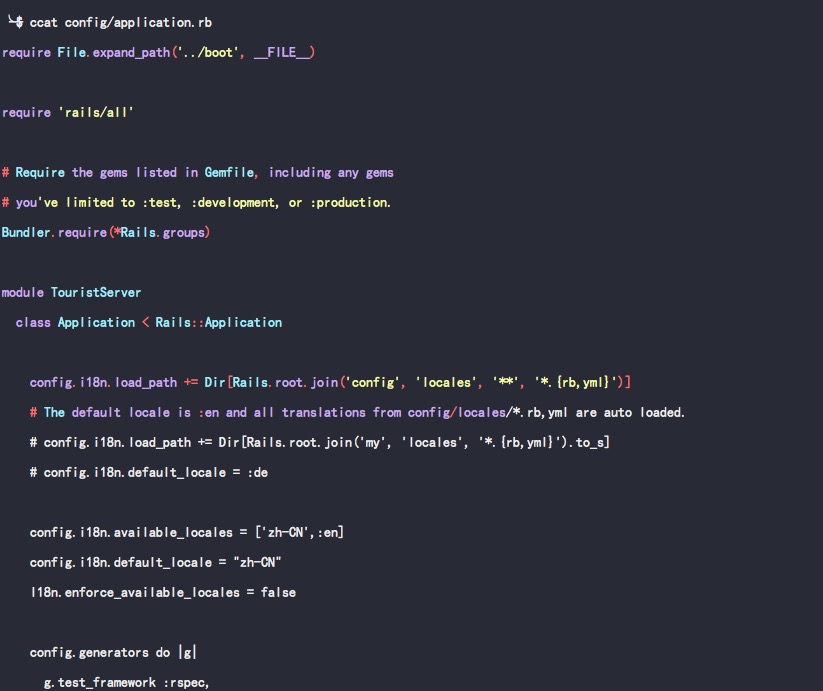 $ ccat config/application.rb
require File.expand_path('../boot', __FILE__)
require 'rails/all'
# Require the gems listed in Gemfile, including any gems
# you've limited to :test, :development, or :production.
Bundler.require(*Rails.groups)
module TouristServer
class Application < Rails::Application
config.i18n.load_path += Dir[Rails.root.join('config', 'locales', '**', '*.{rb,yml}')]
# The default locale is :en and all translations from config/locales/*.rb,yml are auto loaded.
# config.i18n.load_path += Dir[Rails.root.join('my', 'locales', '*.{rb,yml}').to_s]
# config.i18n.default_locale = :de
config.i18n.available_locales = ['zh-CN',:en]
config.i18n.default_locale = "zh-CN"
I18n.enforce_available_locales = false
config.generators do |g|
g.test_framework :rspec,